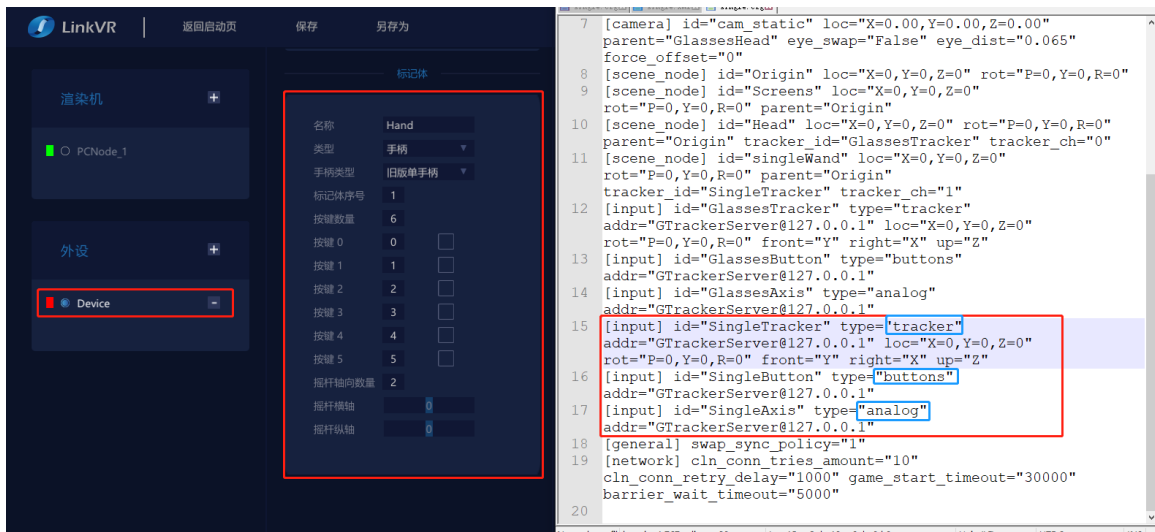 LinkVR
返回启动页
保存
另存为
渲染机
PCNode_1
外设
Device
标记体
名称 Hand
类型 手柄
手柄类型 旧版单手柄
标记体序号 1
按键数量 6
按键 0 0
按键 1 1
按键 2 2
按键 3 3
按键 4 4
按键 5 5
摇杆轴向数量 2
摇杆横轴 0
摇杆纵轴 0
7 [camera] id="cam_static" loc="X=0.00,Y=0.00,Z=0.00"
parent="GlassesHead" eye_swap="False" eye_dist="0.065"
force_offset="0"
8 [scene_node] id="Origin" loc="X=0,Y=0,Z=0" rot="P=0,Y=0,R=0"
9 [scene_node] id="Screens" loc="X=0,Y=0,Z=0"
rot="P=0,Y=0,R=0" parent="Origin"
10 [scene_node] id="Head" loc="X=0,Y=0,Z=0" rot="P=0,Y=0,R=0"
parent="Origin" tracker_id="GlassesTracker" tracker_ch="0"
11 [scene_node] id="singleWand" loc="X=0,Y=0,Z=0"
rot="P=0,Y=0,R=0" parent="Origin"
tracker_id="SingleTracker" tracker_ch="1"
12 [input] id="GlassesTracker" type="tracker"
addr="GTrackerServer@127.0.0.1" loc="X=0,Y=0,Z=0"
rot="P=0,Y=0,R=0" front="Y" right="X" up="Z"
13 [input] id="GlassesButton" type="buttons"
addr="GTrackerServer@127.0.0.1"
14 [input] id="GlassesAxis" type="analog"
addr="GTrackerServer@127.0.0.1"
15 [input] id="SingleTracker" type="tracker"
addr="GTrackerServer@127.0.0.1" loc="X=0,Y=0,Z=0"
rot="P=0,Y=0,R=0" front="Y" right="X" up="Z"
16 [input] id="SingleButton" type="buttons"
addr="GTrackerServer@127.0.0.1"
17 [input] id="SingleAxis" type="analog"
addr="GTrackerServer@127.0.0.1"
18 [general] swap_sync_policy="1"
19 [network] cln_conn_tries_amount="10"
cln_conn_retry_delay="1000" game_start_timeout="30000"
barrier_wait_timeout="5000"
20